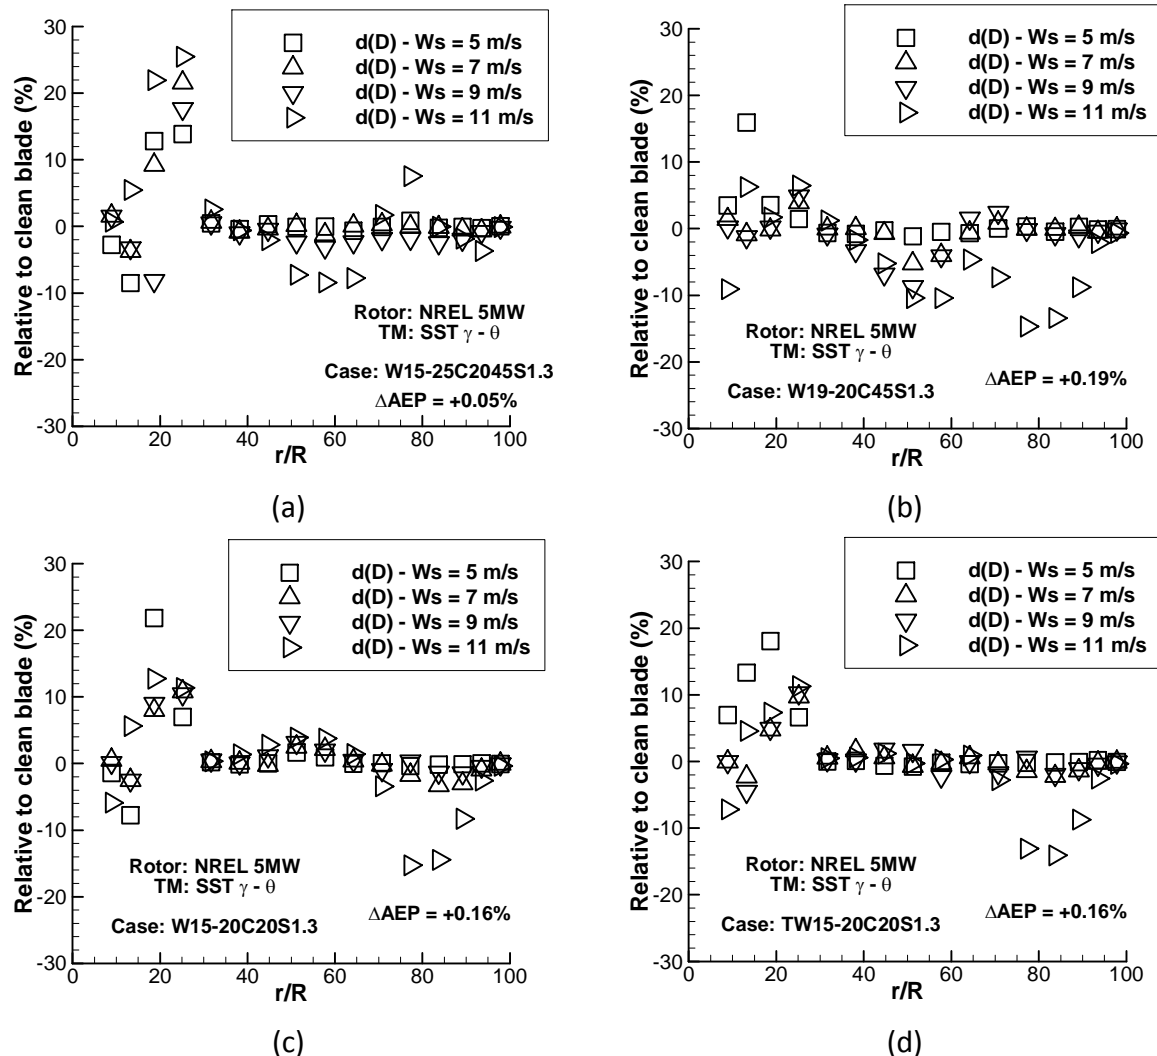 30
20
10
0
-10
-20
-30
0 20 40 60 80 100
Relative to clean blade (%)
r/R
d(D) - Ws = 5 m/s
d(D) - Ws = 7 m/s
d(D) - Ws = 9 m/s
d(D) - Ws = 11 m/s
Rotor: NREL 5MW
TM: SST γ - θ
Case: W15-25C2045S1.3
ΔAEP = +0.05%
(a)
30
20
10
0
-10
-20
-30
0 20 40 60 80 100
Relative to clean blade (%)
r/R
d(D) - Ws = 5 m/s
d(D) - Ws = 7 m/s
d(D) - Ws = 9 m/s
d(D) - Ws = 11 m/s
Rotor: NREL 5MW
TM: SST γ - θ
ΔAEP = +0.19%
Case: W19-20C45S1.3
(b)
30
20
10
0
-10
-20
-30
0 20 40 60 80 100
Relative to clean blade (%)
r/R
d(D) - Ws = 5 m/s
d(D) - Ws = 7 m/s
d(D) - Ws = 9 m/s
d(D) - Ws = 11 m/s
Rotor: NREL 5MW
TM: SST γ - θ
ΔAEP = +0.16%
Case: W15-20C20S1.3
(c)
30
20
10
0
-10
-20
-30
0 20 40 60 80 100
Relative to clean blade (%)
r/R
d(D) - Ws = 5 m/s
d(D) - Ws = 7 m/s
d(D) - Ws = 9 m/s
d(D) - Ws = 11 m/s
Rotor: NREL 5MW
TM: SST γ - θ
ΔAEP = +0.16%
Case: TW15-20C20S1.3
(d)